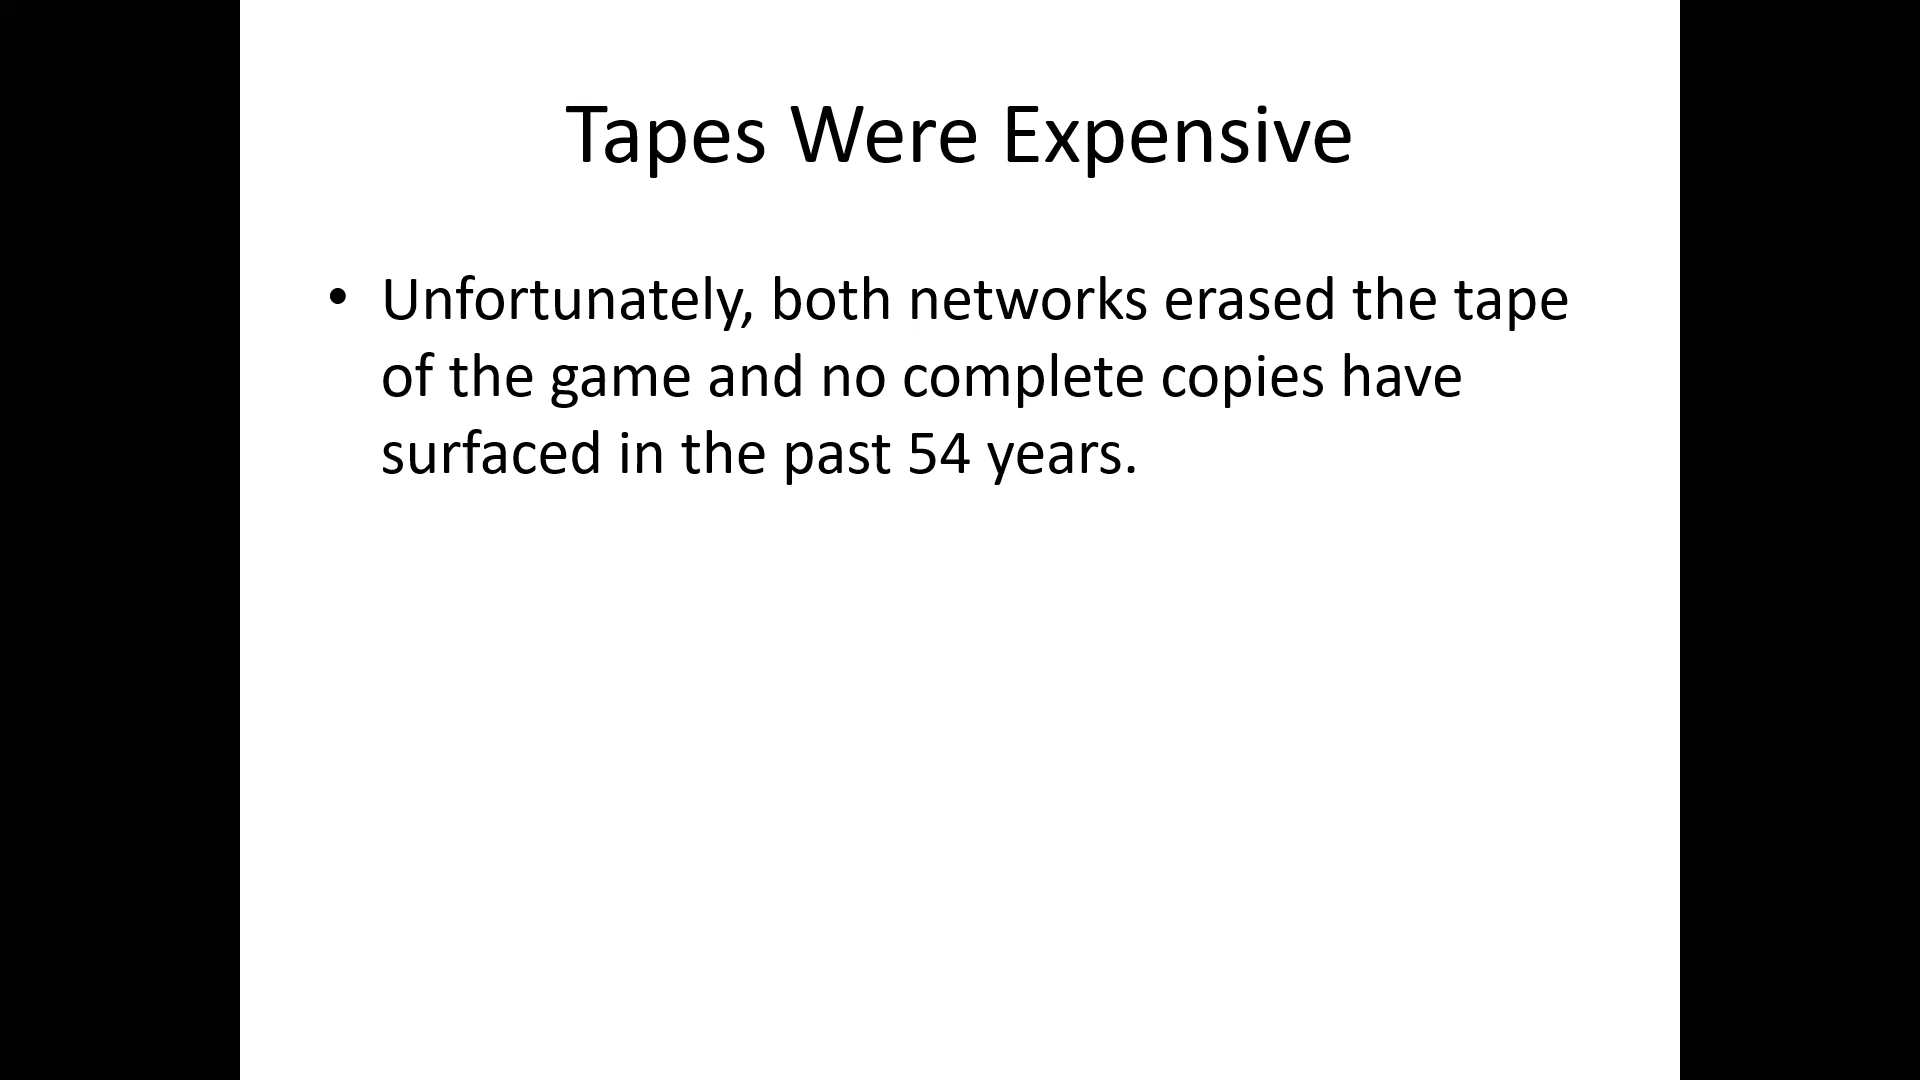 Tapes Were Expensive
• Unfortunately, both networks erased the tape
of the game and no complete copies have
surfaced in the past 54 years.